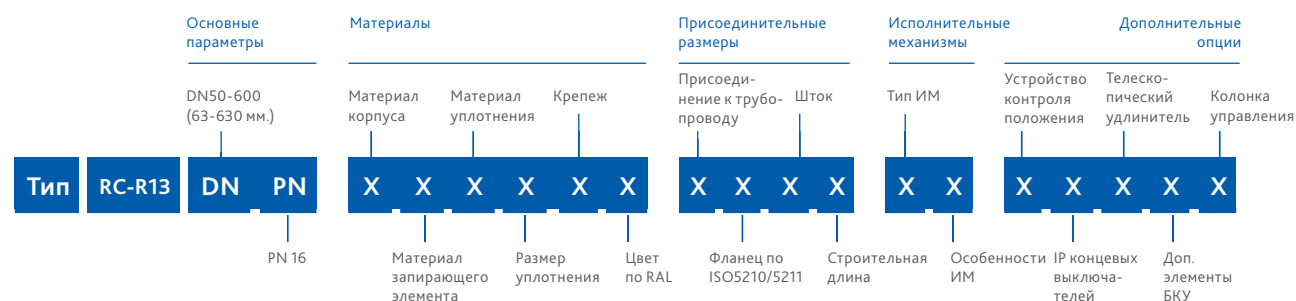 Основные
параметры
Материалы
Присоединительные
размеры
Исполнительные
механизмы
Дополнительные
опции
DN50-600
(63-630 мм.)
Материал
корпуса
Материал
уплотнения
Крепеж
Присоеди-
нение к трубо-
проводу
Шток
Тип ИМ
Устройство
контроля
положения
Телеско-
пический
удлинитель
Колонка
управления
Тип RC-R13 DN PN X X X X X X X X X X X X X X X X X
PN 16
Материал
запирающего
элемента
Размер
уплотнения
Цвет
по RAL
Фланец по
ISO5210/5211
Строительная
длина
Особенности
ИМ
IP концевых
выключа-
телей
Доп.
элементы
БКУ